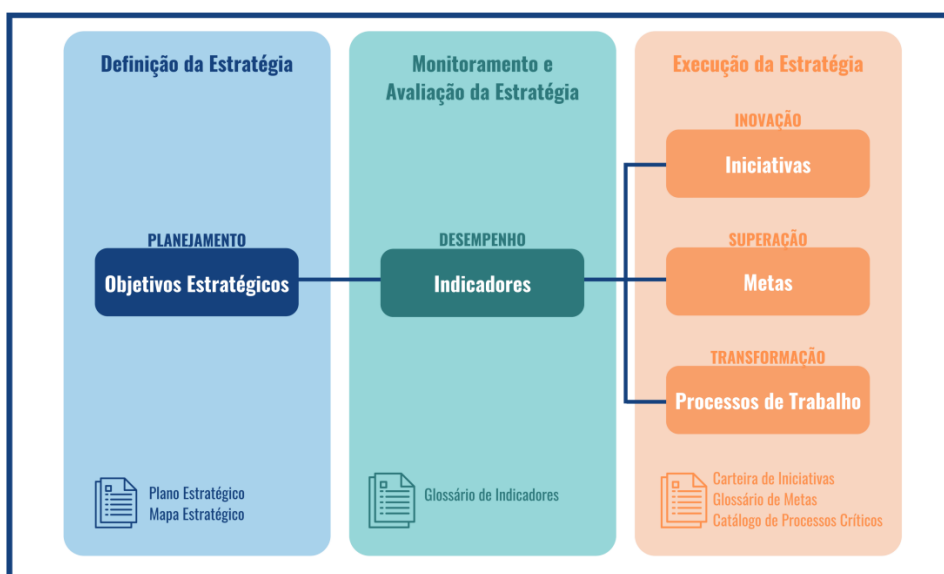 Definição da Estratégia
PLANEJAMENTO
Objetivos Estratégicos
Plano Estratégico
Mapa Estratégico
Monitoramento e
Avaliação da Estratégia
DESEMPENHO
Indicadores
Glossário de Indicadores
Execução da Estratégia
INOVAÇÃO
Iniciativas
SUPERAÇÃO
Metas
TRANSFORMAÇÃO
Processos de Trabalho
Carteira de Iniciativas
Glossário de Metas
Catálogo de Processos Críticos